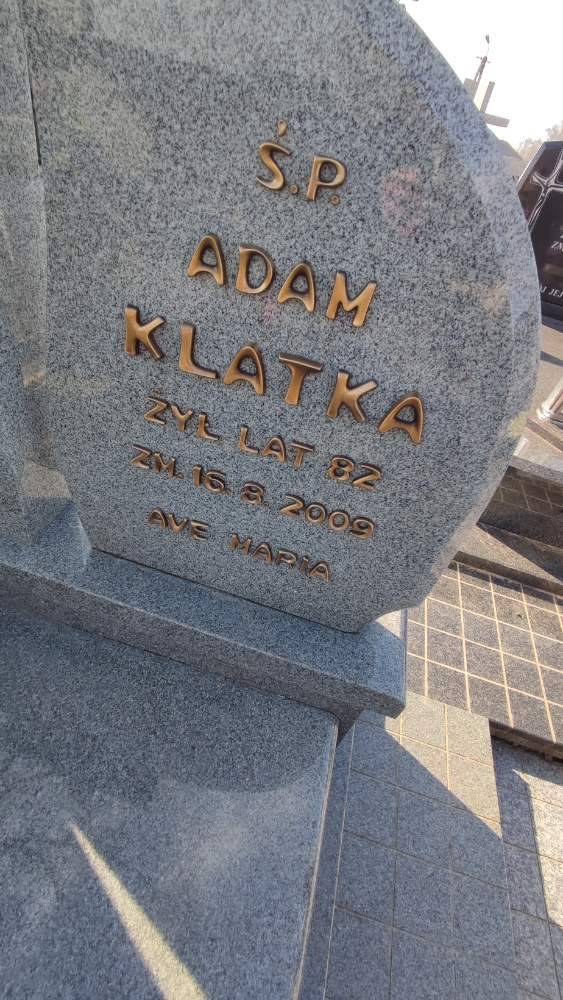 Ś.P.
ADAM
KLATKA
ŻYŁ LAT 82
ZM. 16.8.2009
AVE MARIA